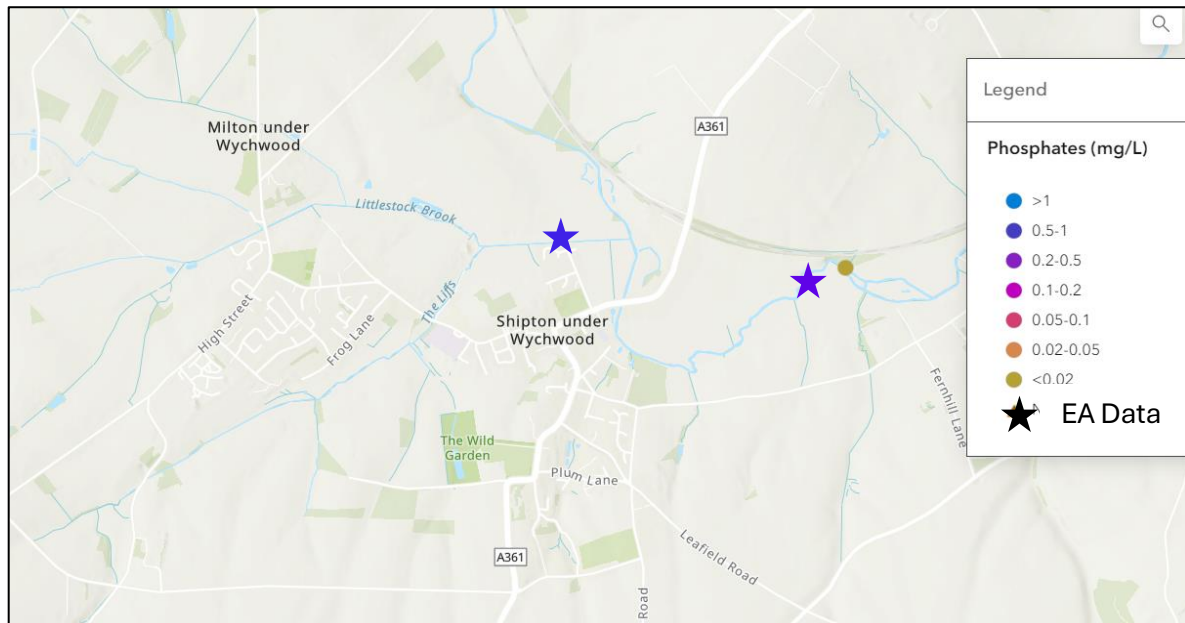 A361
Legend
Milton under
Wychwood
Phosphates (mg/L)
>1
Littlestock Brook
0.5-1
0.2-0.5
0.1-0.2
The Liffs
High Street
Frog Lane
Shipton under
Wychwood
0.05-0.1
0.02-0.05
<0.02
Fernhill Lane
EA Data
The Wild
Garden
Plum Lane
Leafield Road
A361
Road